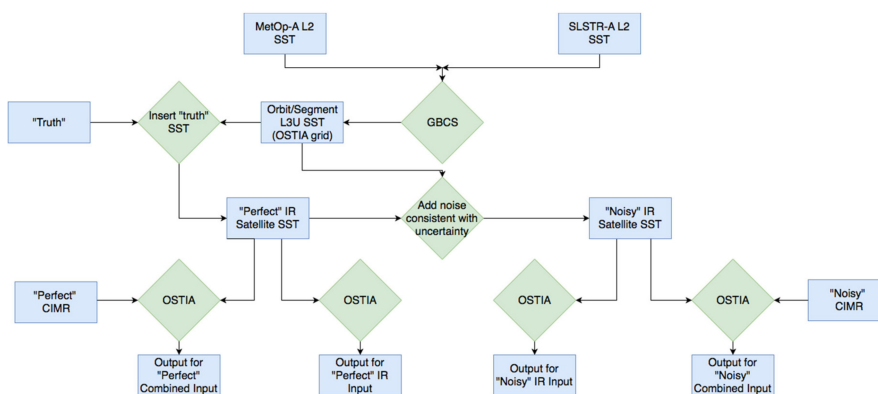 MetOp-A L2
SST
SLSTR-A L2
SST
"Truth"
Insert "truth"
SST
Orbit/Segment
L3U SST
(OSTIA grid)
GBCS
"Perfect" IR
Satellite SST
Add noise
consistent with
uncertainty
"Noisy" IR
Satellite SST
"Perfect"
CIMR
OSTIA
OSTIA
OSTIA
OSTIA
"Noisy"
CIMR
Output for
"Perfect"
Combined Input
Output for
"Perfect" IR
Input
Output for
"Noisy" IR Input
Output for
"Noisy"
Combined Input